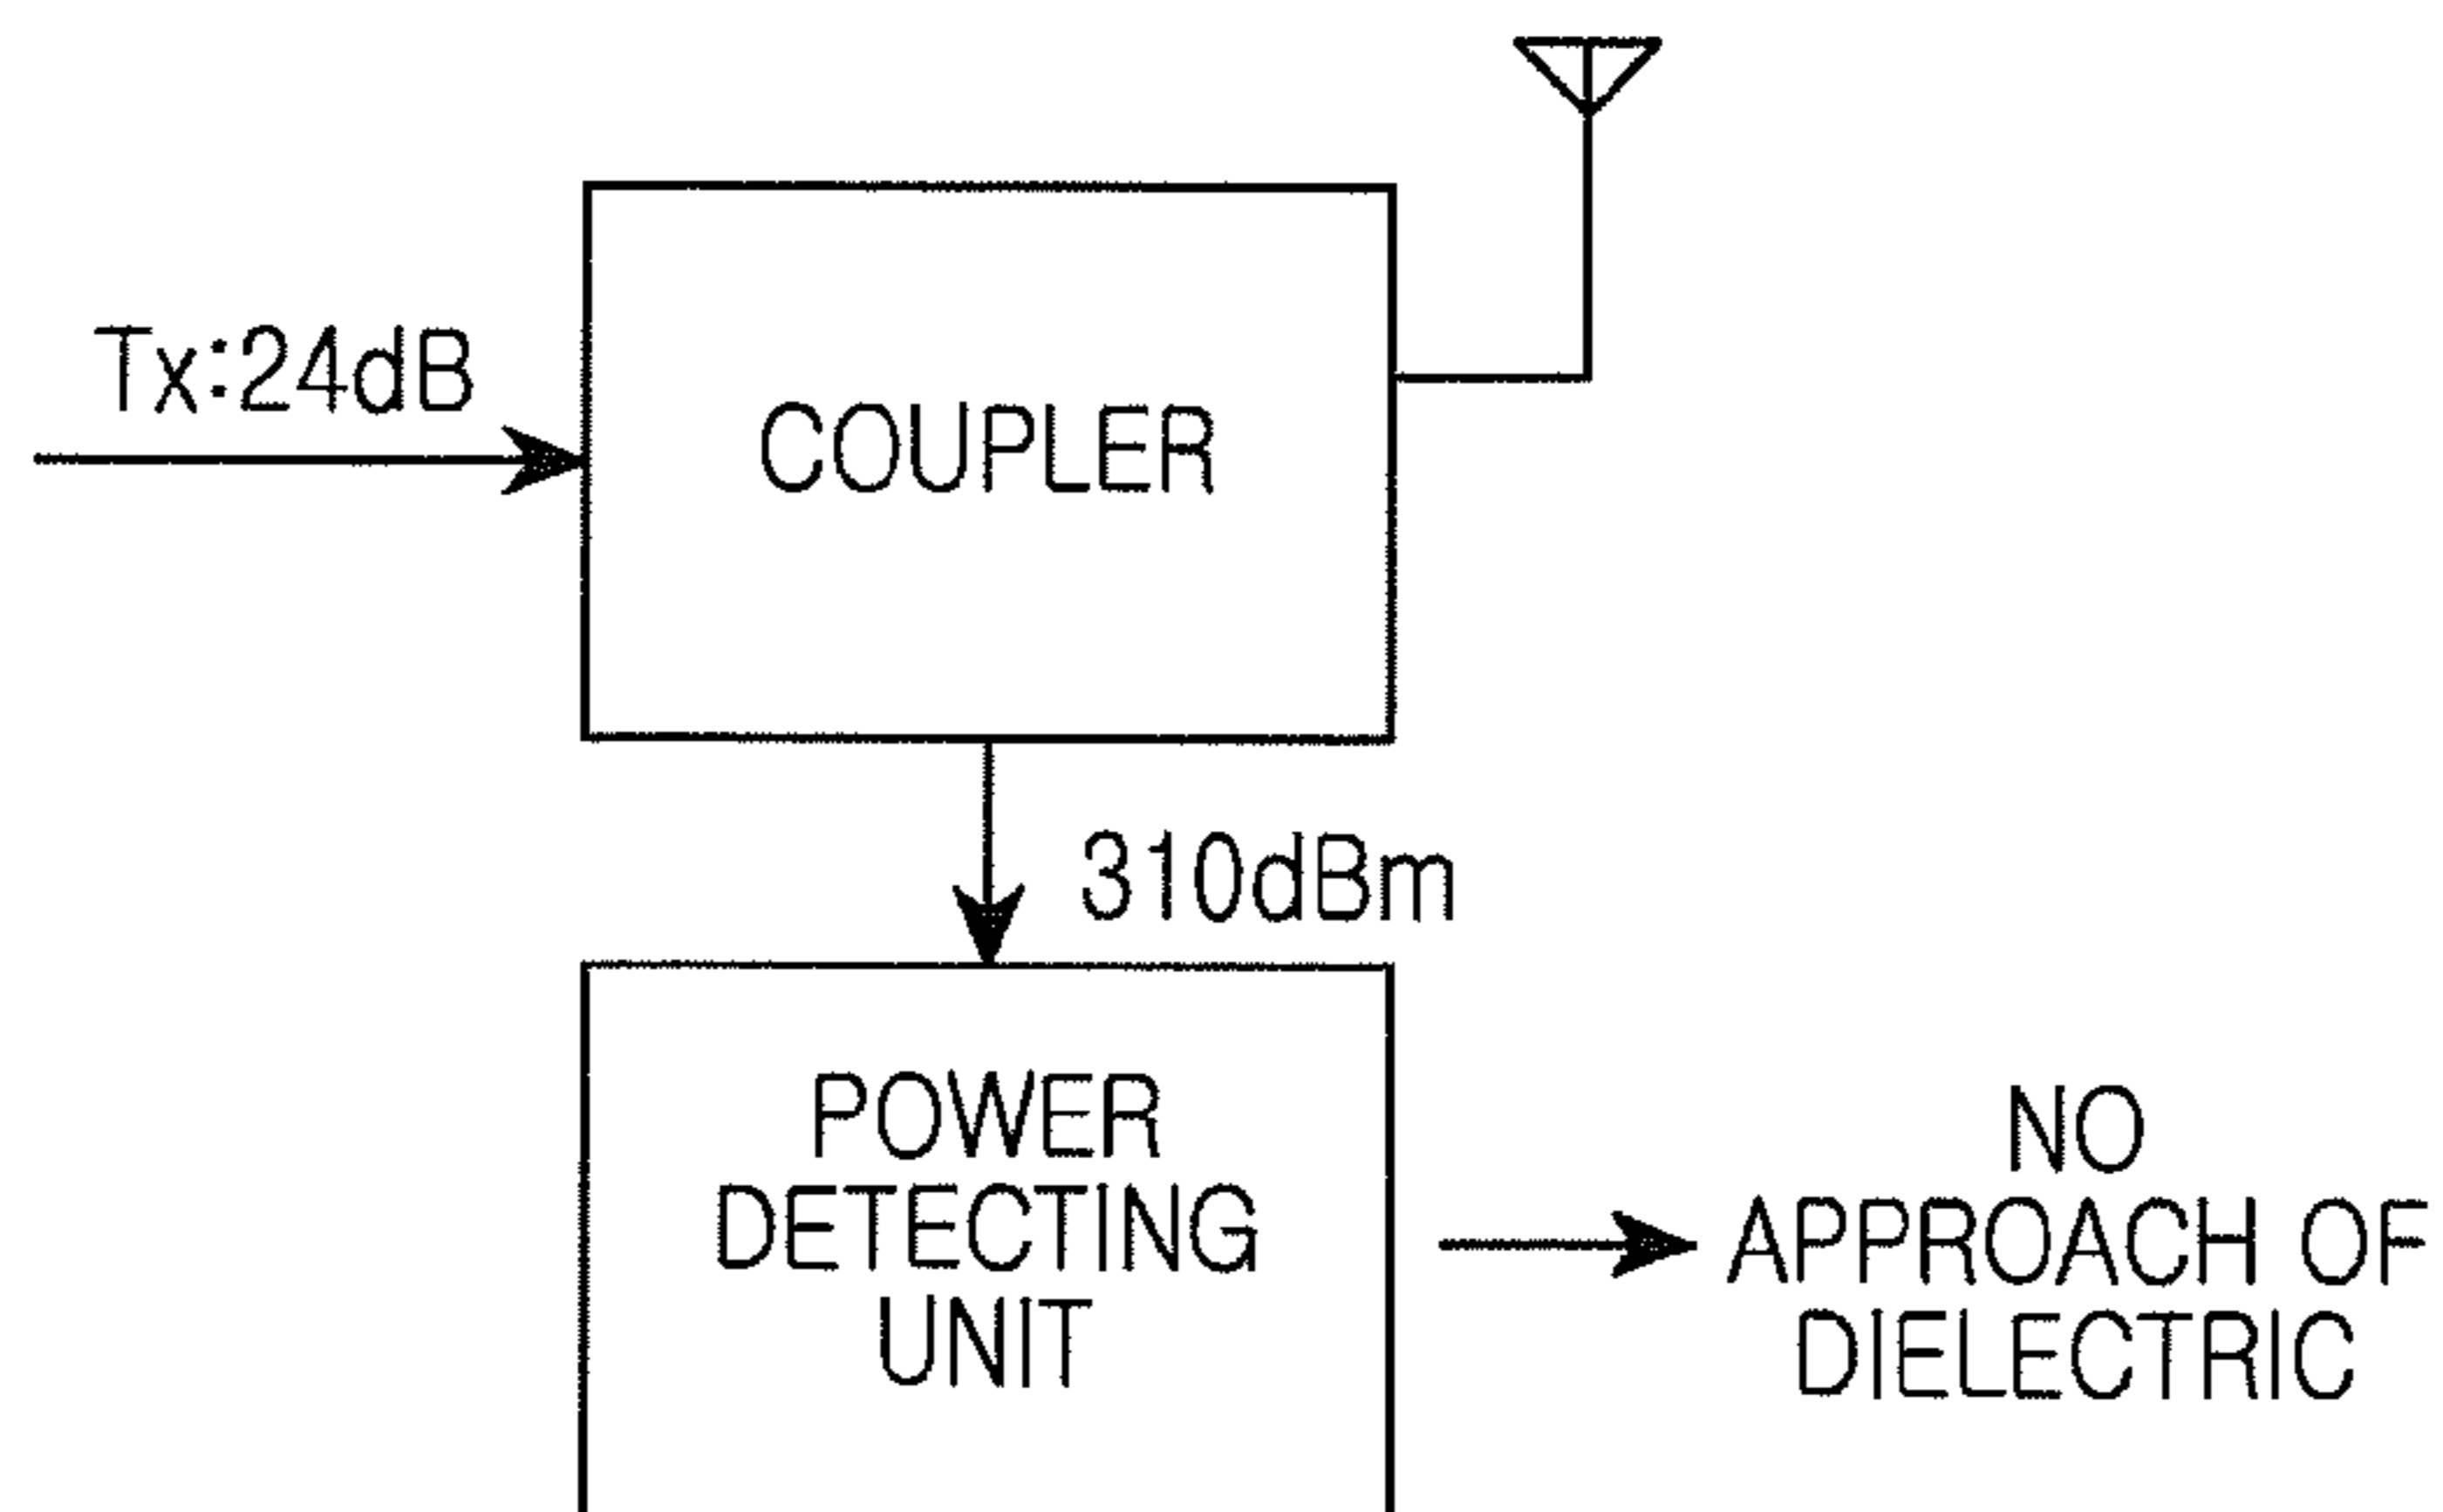 Tx:24dB
COUPLER
310dBm
POWER
DETECTING
UNIT
NO
APPROACH OF
DIELECTRIC